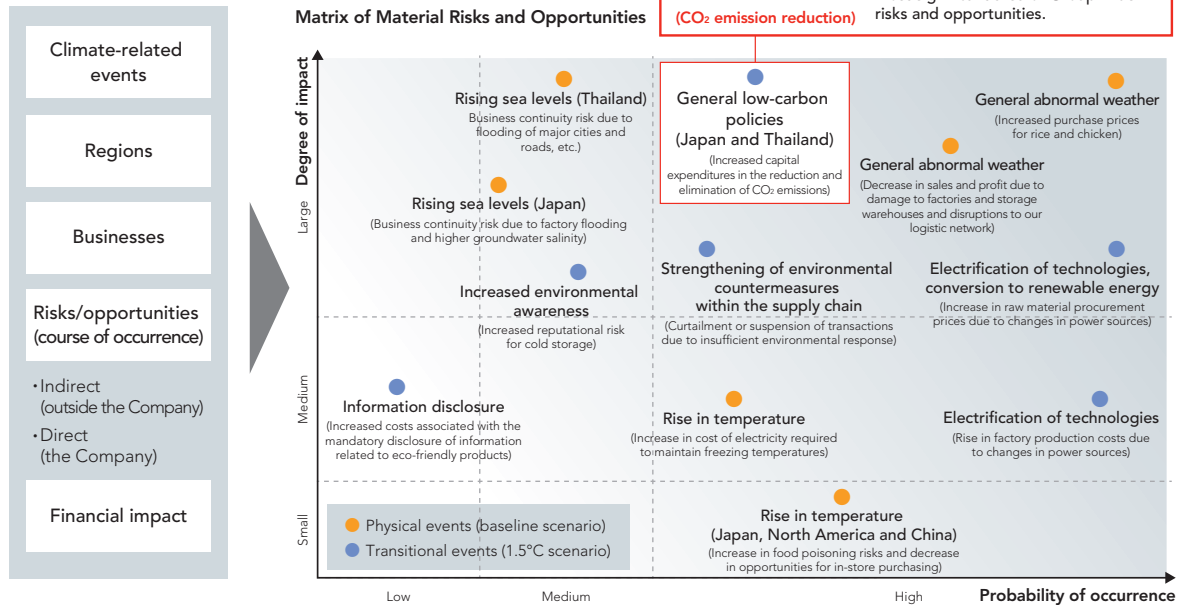 Climate-related
events
Regions
Businesses
Risks/opportunities
(course of occurrence)
・Indirect
(outside the Company)
・Direct
(the Company)
Financial impact
Matrix of Material Risks and Opportunities
(CO₂ emission reduction)
risks and opportunities.
Degree of impact
Large
Medium
Small
Rising sea levels (Thailand)
Business continuity risk due to
flooding of major cities and
roads, etc.)
General low-carbon
policies
(Japan and Thailand)
(Increased capital
expenditures in the reduction and
elimination of CO₂ emissions)
General abnormal weather
(Increased purchase prices
for rice and chicken)
General abnormal weather
(Decrease in sales and profit due to
damage to factories and storage
warehouses and disruptions to our
logistic network)
Rising sea levels (Japan)
(Business continuity risk due to factory flooding
and higher groundwater salinity)
Increased environmental
awareness
(Increased reputational risk
for cold storage)
Strengthening of environmental
countermeasures
within the supply chain
(Curtailment or suspension of transactions
due to insufficient environmental response)
Electrification of technologies,
conversion to renewable energy
(Increase in raw material procurement
prices due to changes in power sources)
Information disclosure
(Increased costs associated with the
mandatory disclosure of information
related to eco-friendly products)
Rise in temperature
(Increase in cost of electricity required
to maintain freezing temperatures)
Electrification of technologies
(Rise in factory production costs due
to changes in power sources)
Rise in temperature
(Japan, North America and China)
(Increase in food poisoning risks and decrease
in opportunities for in-store purchasing)
Physical events (baseline scenario)
Transitional events (1.5°C scenario)
Low
Medium
High
Probability of occurrence